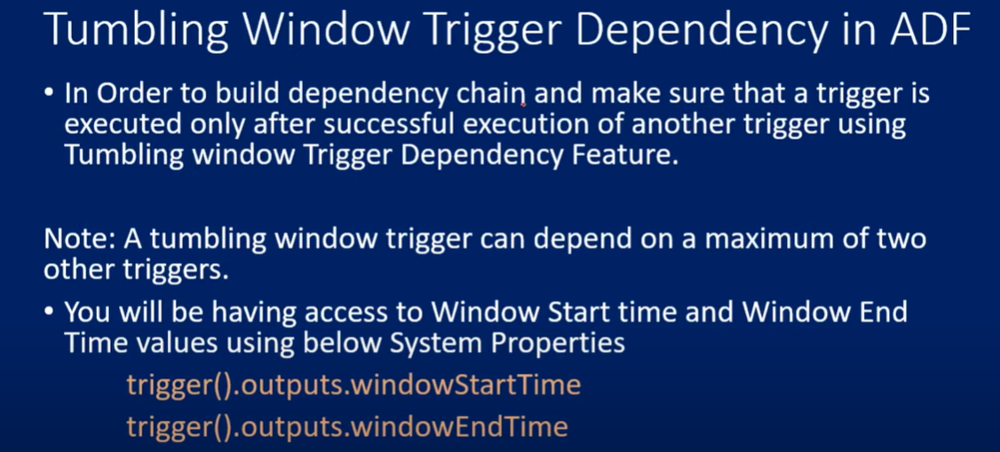 Tumbling Window Trigger Dependency in ADF
• In Order to build dependency chain and make sure that a trigger is
executed only after successful execution of another trigger using
Tumbling window Trigger Dependency Feature.
Note: A tumbling window trigger can depend on a maximum of two
other triggers.
• You will be having access to Window Start time and Window End
Time values using below System Properties
trigger().outputs.windowStartTime
trigger().outputs.windowEndTime